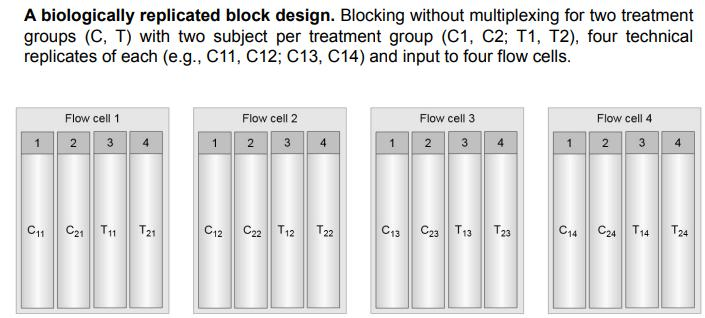 A biologically replicated block design. Blocking without multiplexing for two treatment
groups (C, T) with two subject per treatment group (C1, C2; T1, T2), four technical
replicates of each (e.g., C11, C12; C13, C14) and input to four flow cells.
Flow cell 1
1 2 3 4
C11 C21 T11 T21
Flow cell 2
1 2 3 4
C12 C22 T12 T22
Flow cell 3
1 2 3 4
C13 C23 T13 T23
Flow cell 4
1 2 3 4
C14 C24 T14 T24